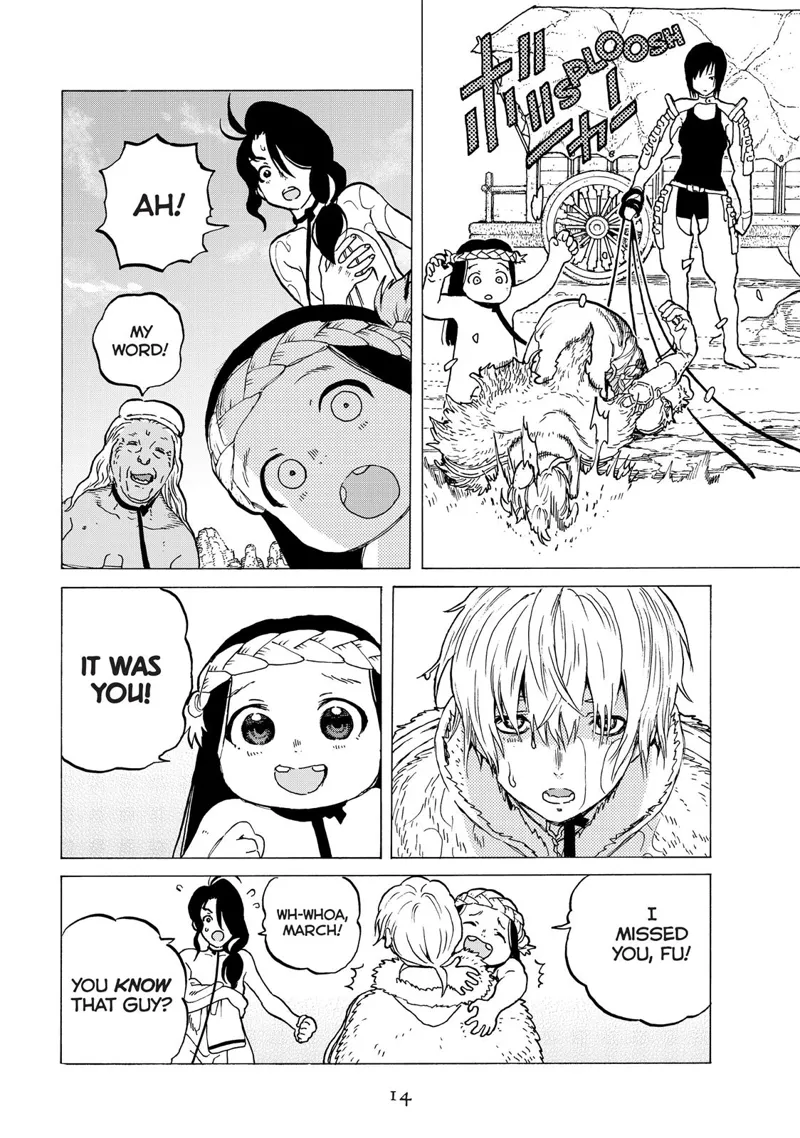 SPLOOSH
AH!
MY
WORD!
IT WAS
YOU!
I
MISSED
YOU, FU!
WH-WHOA,
MARCH!
YOU KNOW
THAT GUY?
14